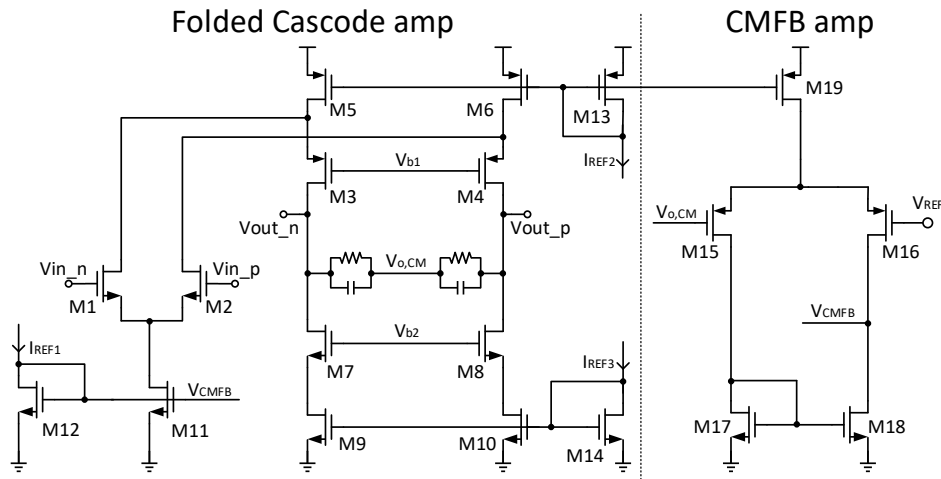 Folded Cascode amp
CMFB amp
M5
M6
M13
M19
IREF2
Vb1
M3
M4
Vout_n
Vout_p
Vo,CM
Vo,CM
VREF
M15
M16
Vin_n
Vin_p
M1
M2
VCMFB
IREF1
Vb2
M7
M8
IREF3
VCMFB
M12
M11
M9
M10
M14
M17
M18